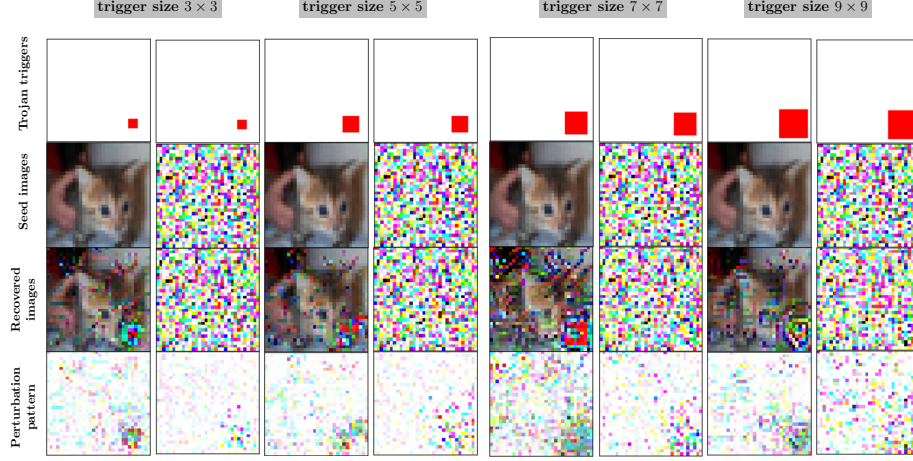 trigger size 3 × 3
trigger size 5 × 5
trigger size 7 × 7
trigger size 9 × 9
Trojan triggers
Seed images
Recovered
images
Perturbation
pattern